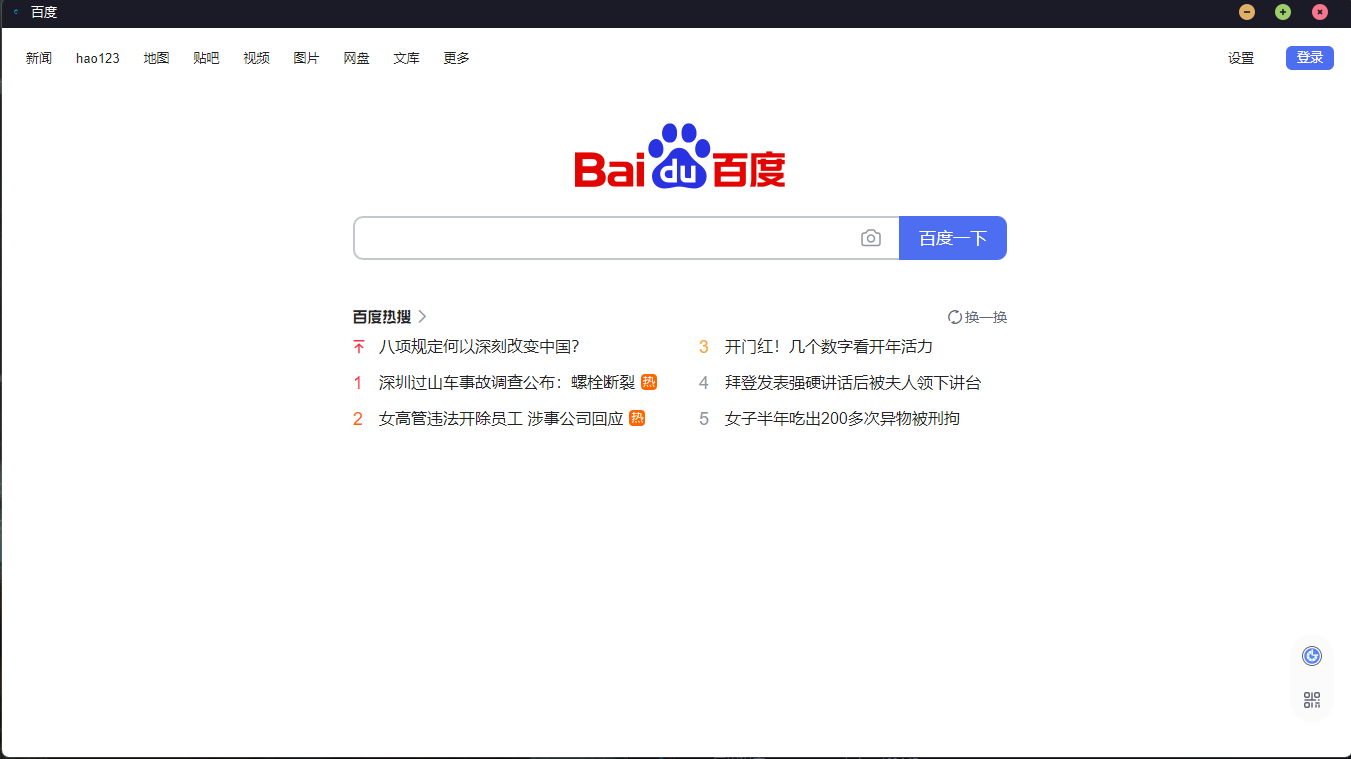 百度
新闻 hao123 地图 贴吧 视频 图片 网盘 文库 更多 设置 登录
Bai du 百度
百度一下
百度热搜 换一换
八项规定何以深刻改变中国?
1 深圳过山车事故调查公布：螺栓断裂 热
2 女高管违法开除员工 涉事公司回应 热
3 开门红！几个数字看开年活力
4 拜登发表强硬讲话后被夫人领下讲台
5 女子半年吃出200多次异物被刑拘